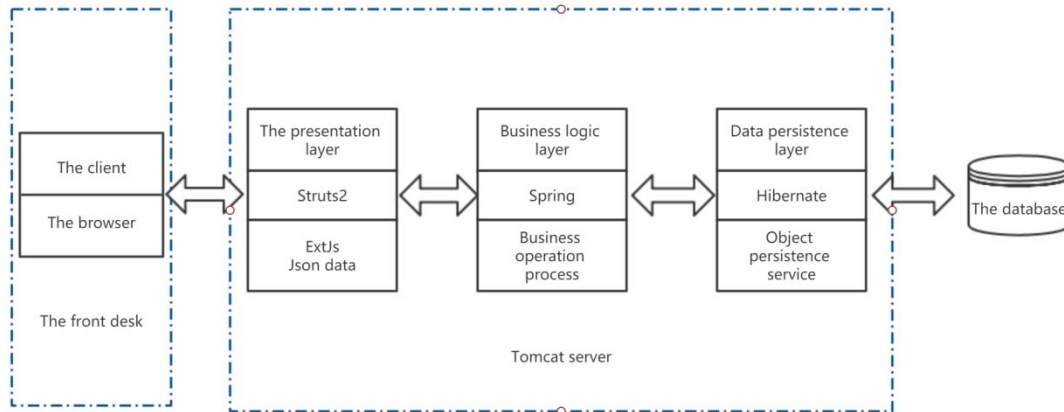 The client
The browser
The front desk
The presentation
layer
Struts2
ExtJs
Json data
Business logic
layer
Spring
Business
operation
process
Data persistence
layer
Hibernate
Object
persistence
service
Tomcat server
The database